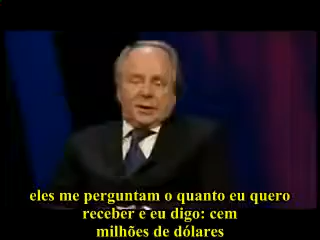 eles me perguntam o quanto eu quero
receber e eu digo: cem
milhões de dólares